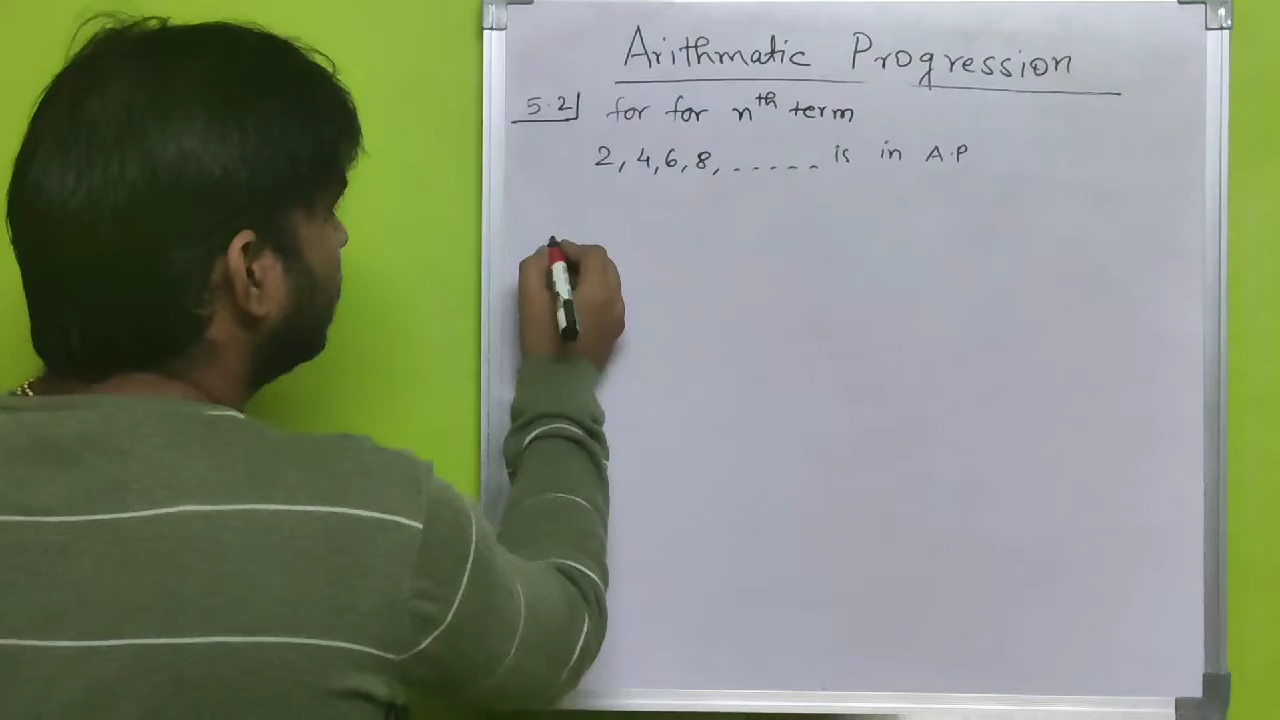 Arithmatic Progression
5.2 for for nth term
2, 4, 6, 8, ...... is in A.P